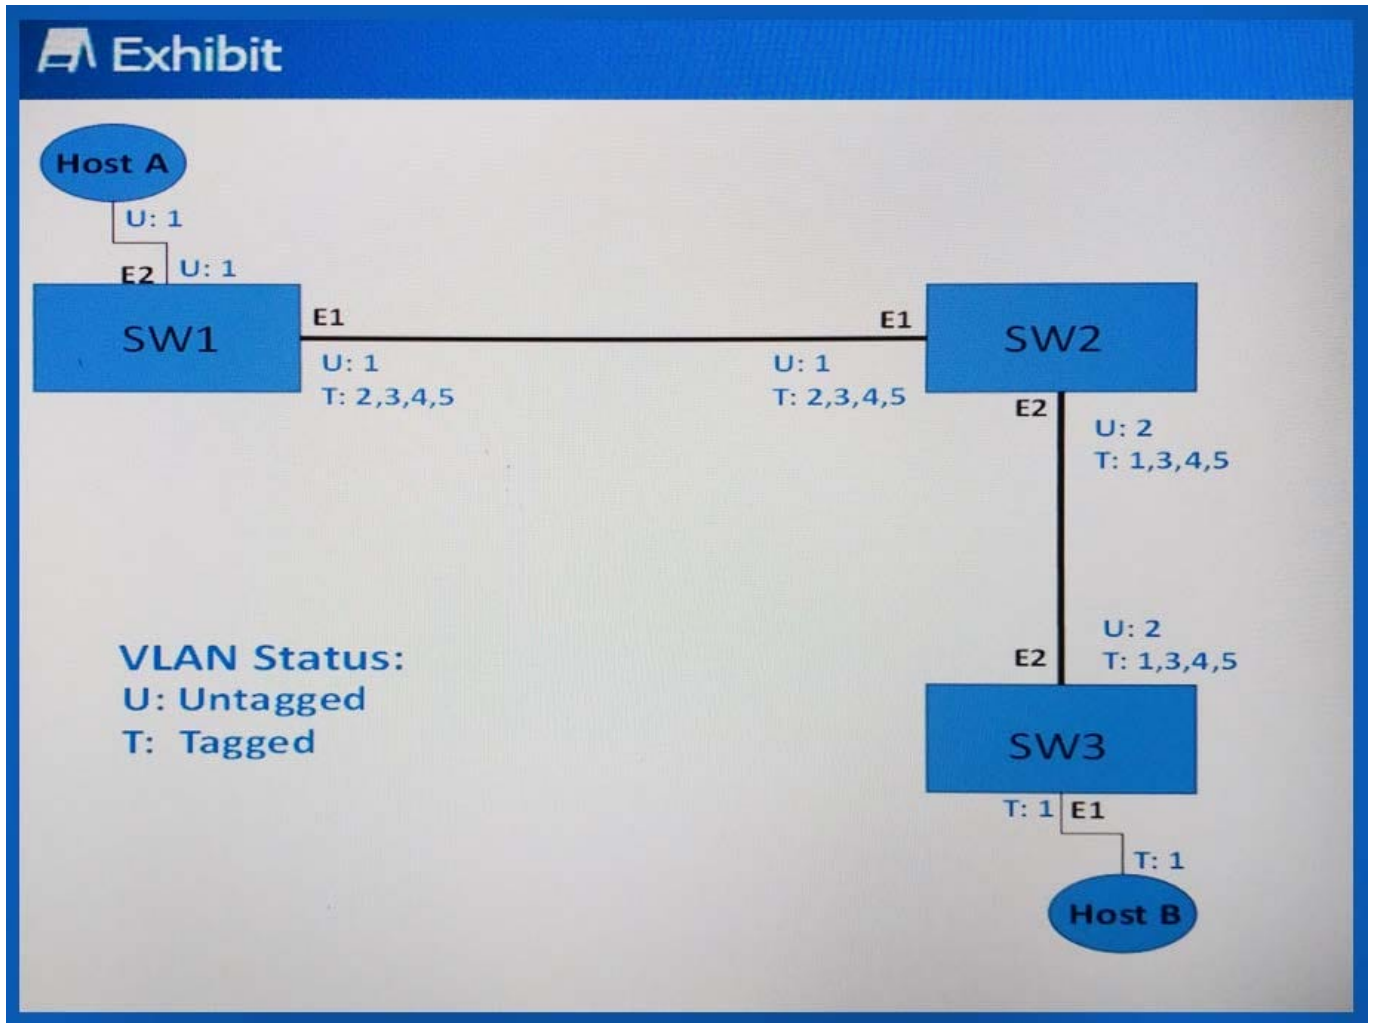 Exhibit
Host A
U: 1
E2 U: 1
SW1
E1
U: 1
T: 2,3,4,5
E1
U: 1
T: 2,3,4,5
SW2
E2
U: 2
T: 1,3,4,5
VLAN Status:
U: Untagged
T: Tagged
U: 2
E2 T: 1,3,4,5
SW3
T: 1 E1
T: 1
Host B